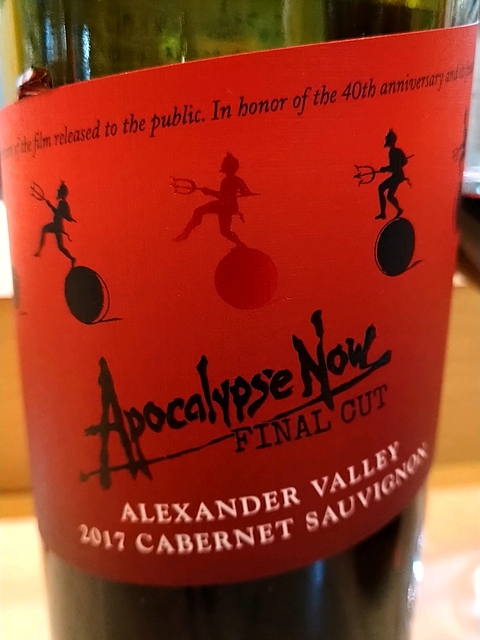 of the film released to the public. In honor of the 40th anniversary and
Apocalypse Now
FINAL CUT
ALEXANDER VALLEY
2017 CABERNET SAUVIGNON